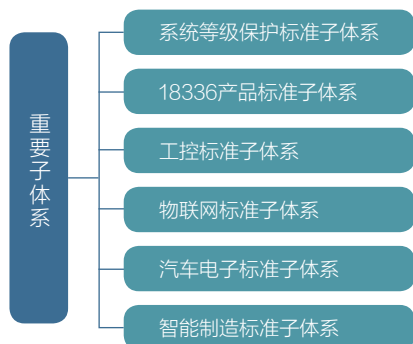 重要子体系
系统等级保护标准子体系
18336产品标准子体系
工控标准子体系
物联网标准子体系
汽车电子标准子体系
智能制造标准子体系